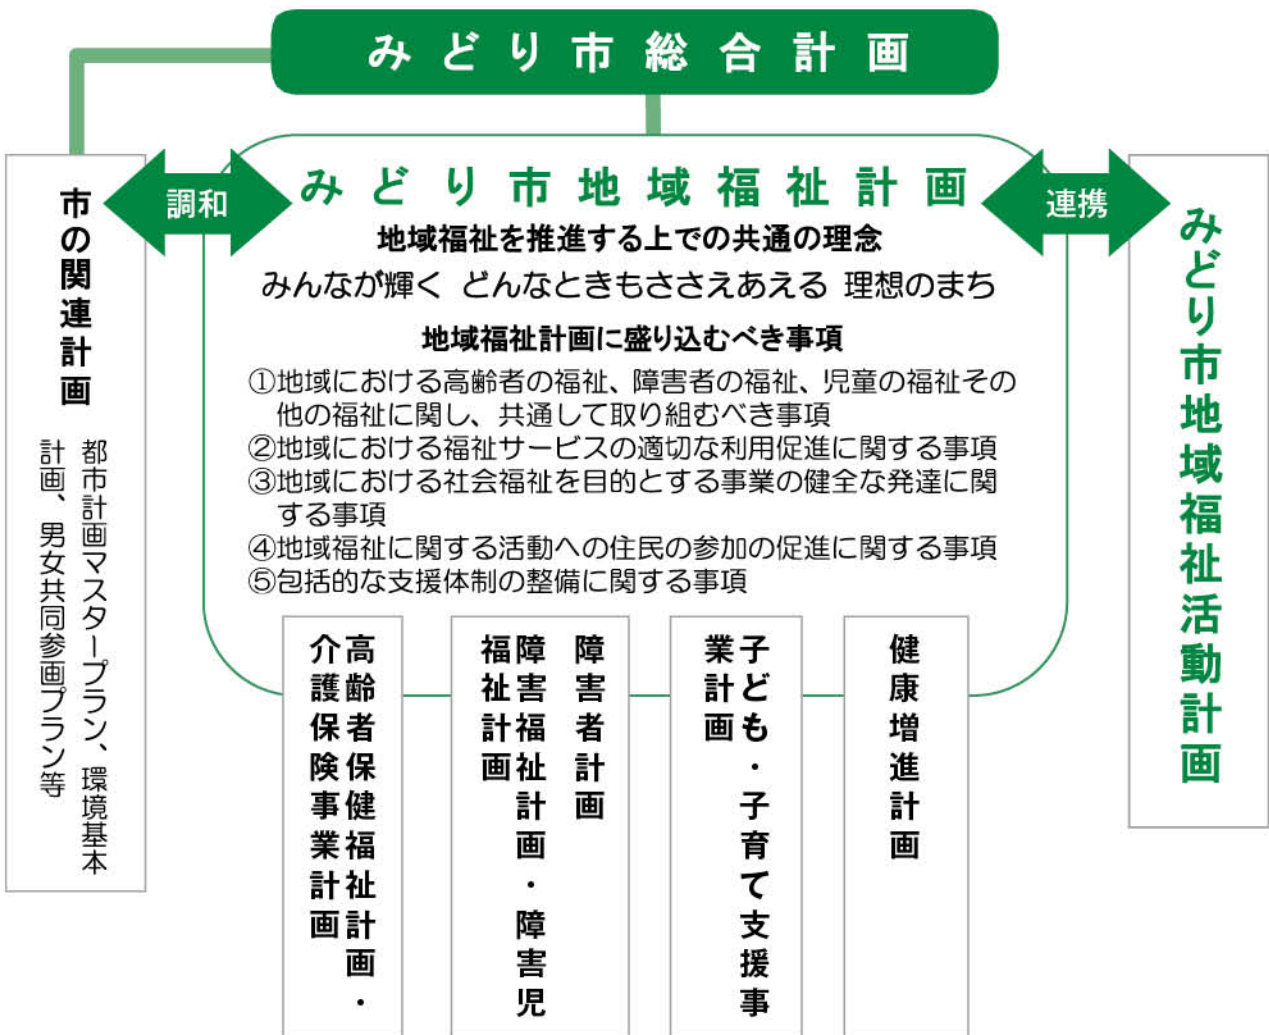 みどり市総合計画
調和
みどり市地域福祉計画
連携
地域福祉を推進する上での共通の理念
みんなが輝く どんなときもささえあえる 理想のまち
地域福祉計画に盛り込むべき事項
①地域における高齢者の福祉、障害者の福祉、児童の福祉その
他の福祉に関し、共通して取り組むべき事項
②地域における福祉サービスの適切な利用促進に関する事項
③地域における社会福祉を目的とする事業の健全な発達に関
する事項
④地域福祉に関する活動への住民の参加の促進に関する事項
⑤包括的な支援体制の整備に関する事項
市の関連計画
都市計画マスタープラン、環境基本
計画、男女共同参画プラン等
高齢者保健福祉計画・
介護保険事業計画
障害者計画
障害福祉計画・障害児
福祉計画
子ども・子育て支援事
業計画
健康増進計画
みどり市地域福祉活動計画